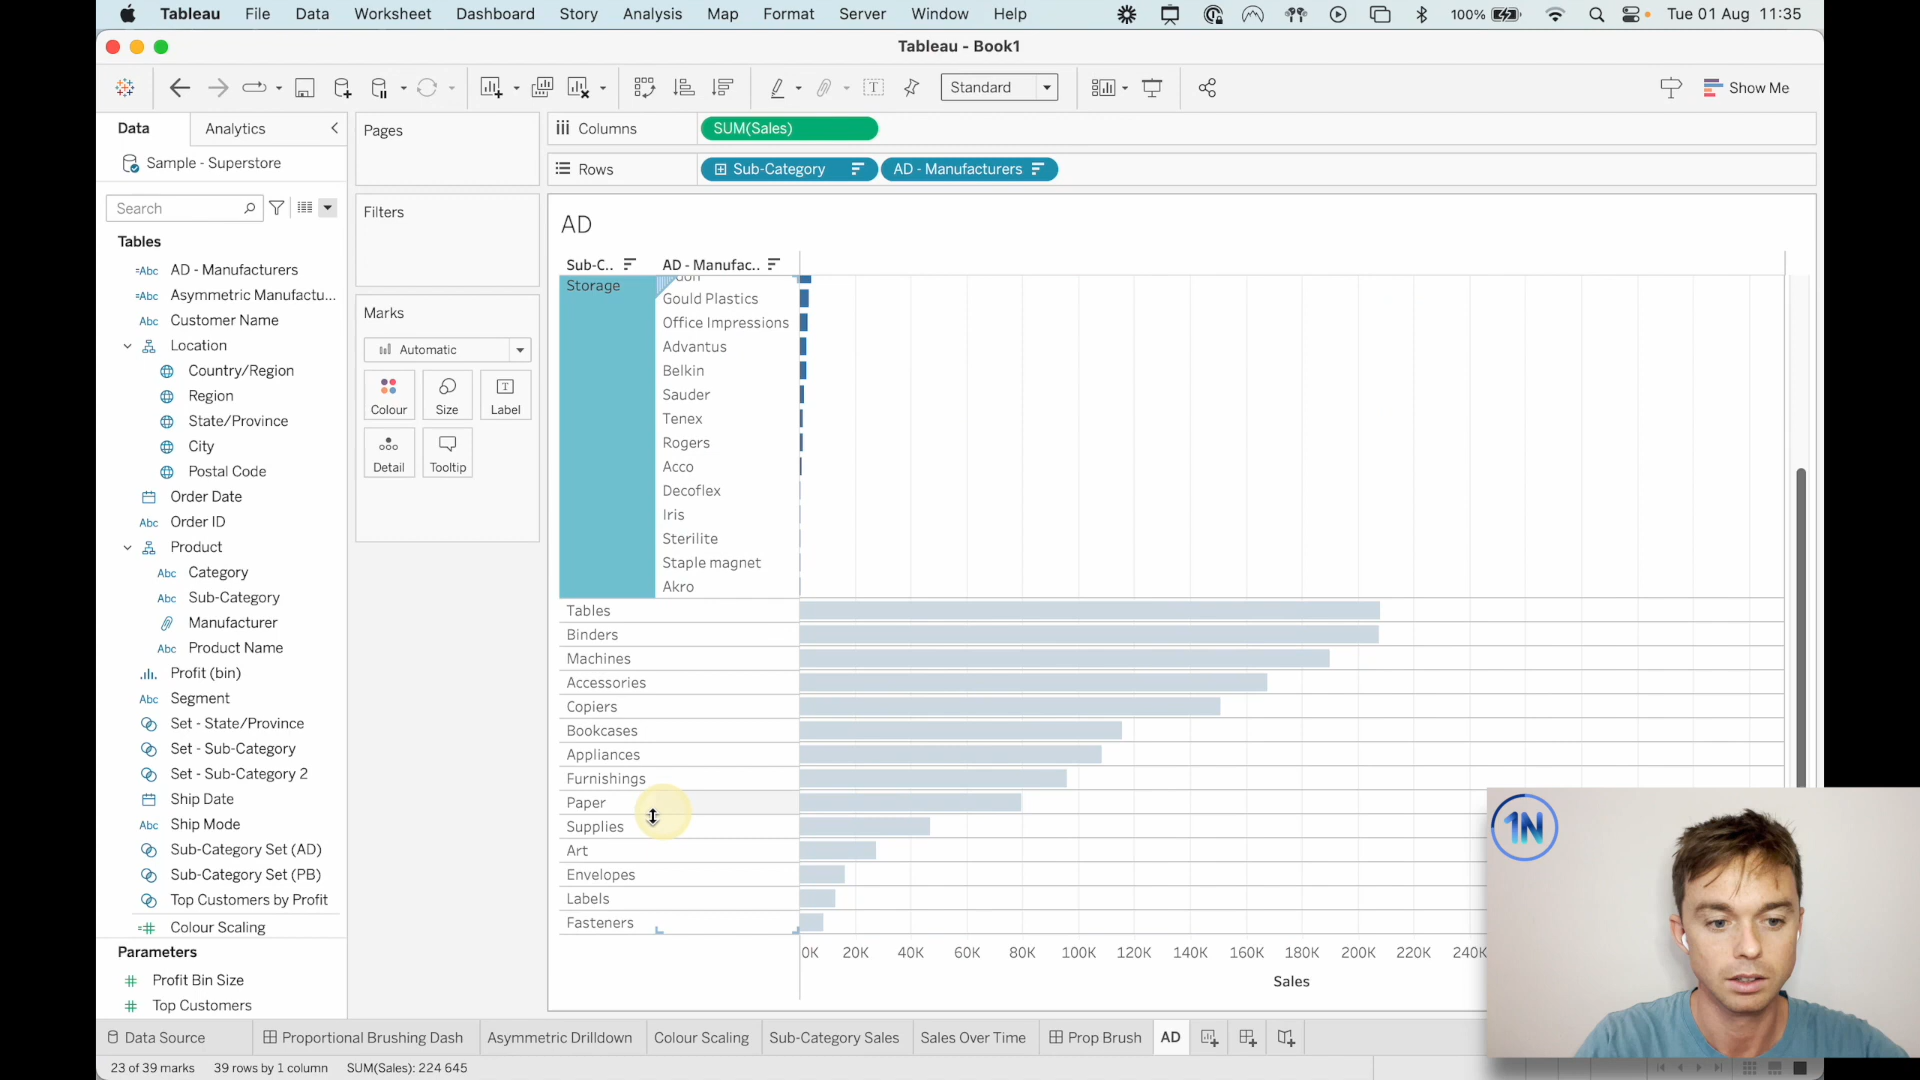 Tableau File Data Worksheet Dashboard Story Analysis Map Format Server Window Help 100% Tue 01 Aug 11:35
Tableau - Book1
Standard
Show Me
Data Analytics
Sample - Superstore
Search
Tables
AD - Manufacturers
Asymmetric Manufactu...
Customer Name
Location
Country/Region
Region
State/Province
City
Postal Code
Order Date
Order ID
Product
Category
Sub-Category
Manufacturer
Product Name
Profit (bin)
Segment
Set - State/Province
Set - Sub-Category
Set - Sub-Category 2
Ship Date
Ship Mode
Sub-Category Set (AD)
Sub-Category Set (PB)
Top Customers by Profit
Colour Scaling
Parameters
Profit Bin Size
Top Customers
Pages
Filters
Marks
Automatic
Colour Size Label
Detail Tooltip
Columns SUM(Sales)
Rows Sub-Category AD - Manufacturers
AD
Sub-C.. AD - Manufac..
Storage
Gould Plastics
Office Impressions
Advantus
Belkin
Sauder
Tenex
Rogers
Acco
Decoflex
Iris
Sterilite
Staple magnet
Akro
Tables
Binders
Machines
Accessories
Copiers
Bookcases
Appliances
Furnishings
Paper
Supplies
Art
Envelopes
Labels
Fasteners
0K 20K 40K 60K 80K 100K 120K 140K 160K 180K 200K 220K 240K
Sales
1N
Data Source Proportional Brushing Dash Asymmetric Drilldown Colour Scaling Sub-Category Sales Sales Over Time Prop Brush AD
23 of 39 marks 39 rows by 1 column SUM(Sales): 224 645